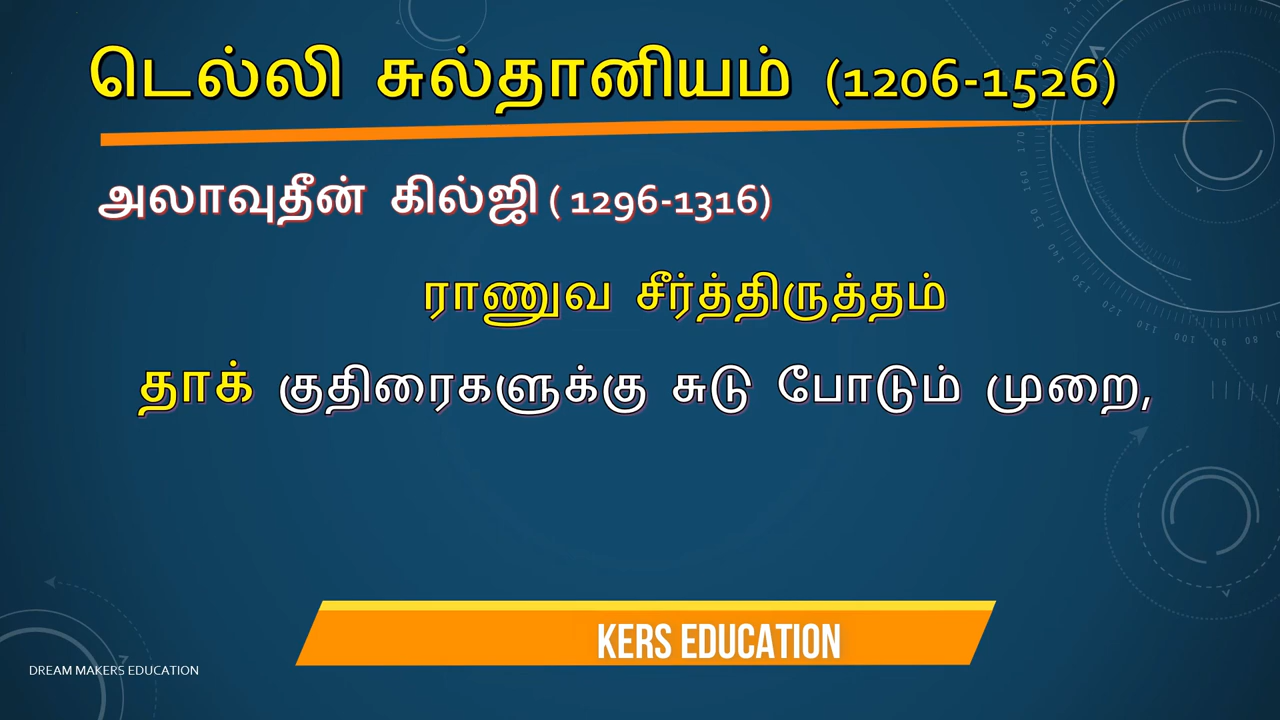 டெல்லி சுல்தானியம் (1206-1526)
அலாவுதீன் கில்ஜி ( 1296-1316)
ராணுவ சீர்த்திருத்தம்
தாக் குதிரைகளுக்கு சுடு போடும் முறை,
KERS EDUCATION
DREAM MAKERS EDUCATION